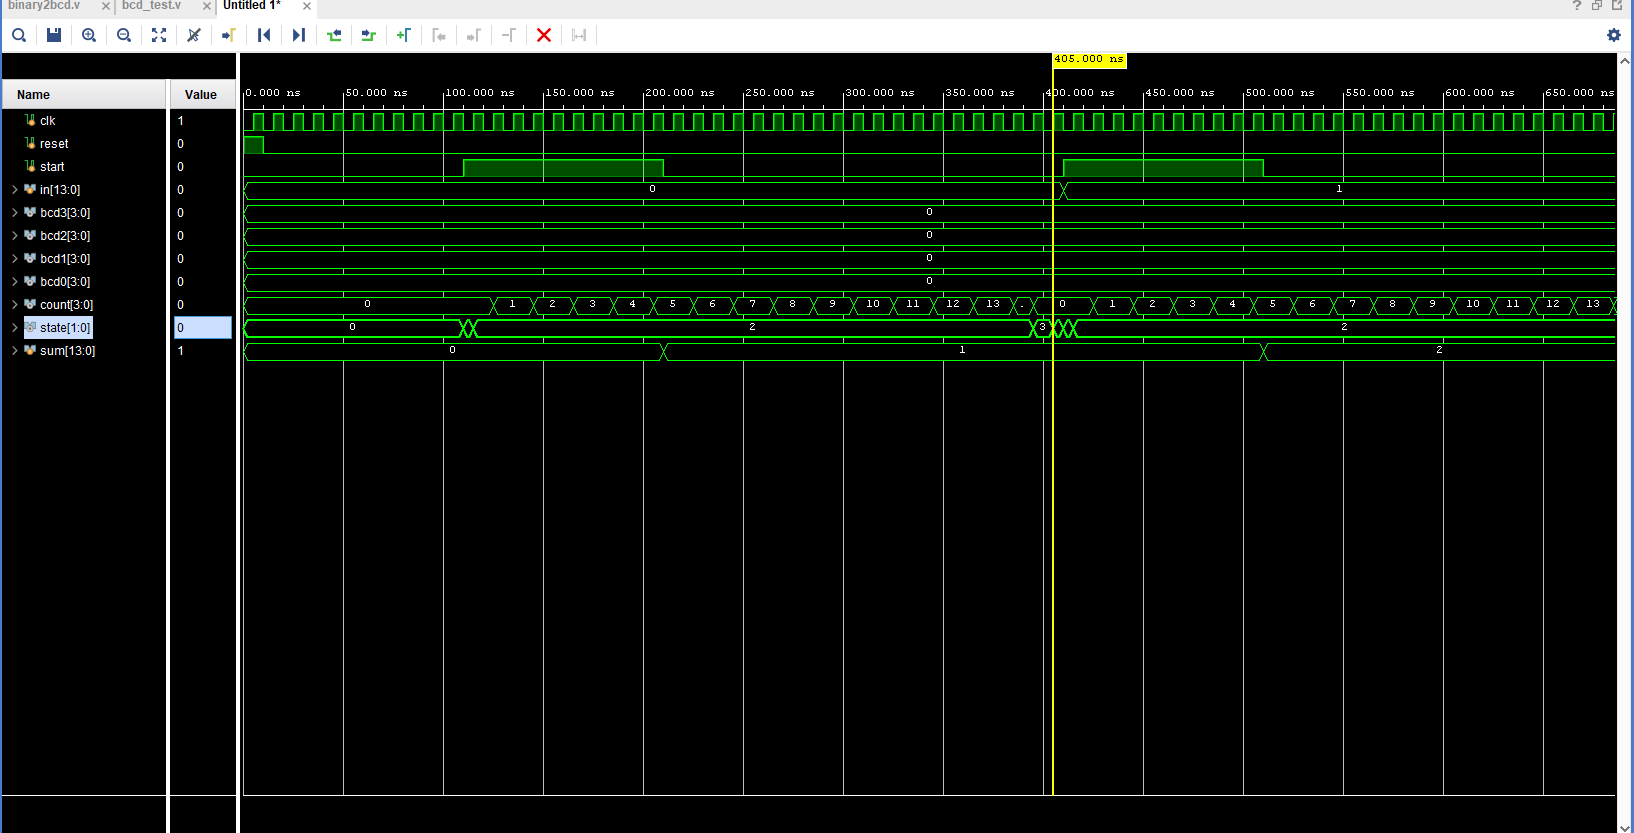 binary2bcd.v bcd_test.v Untitled 1*
405.000 ns
Name Value 0.000 ns 50.000 ns 100.000 ns 150.000 ns 200.000 ns 250.000 ns 300.000 ns 350.000 ns 400.000 ns 450.000 ns 500.000 ns 550.000 ns 600.000 ns 650.000 ns
clk 1
reset 0
start 0
in[13:0] 0 0 1
bcd3[3:0] 0 0
bcd2[3:0] 0 0
bcd1[3:0] 0 0
bcd0[3:0] 0 0
count[3:0] 0 0 1 2 3 4 5 6 7 8 9 10 11 12 13 . 0 1 2 3 4 5 6 7 8 9 10 11 12 13
state[1:0] 0 0 2 3 2
sum[13:0] 1 0 1 2